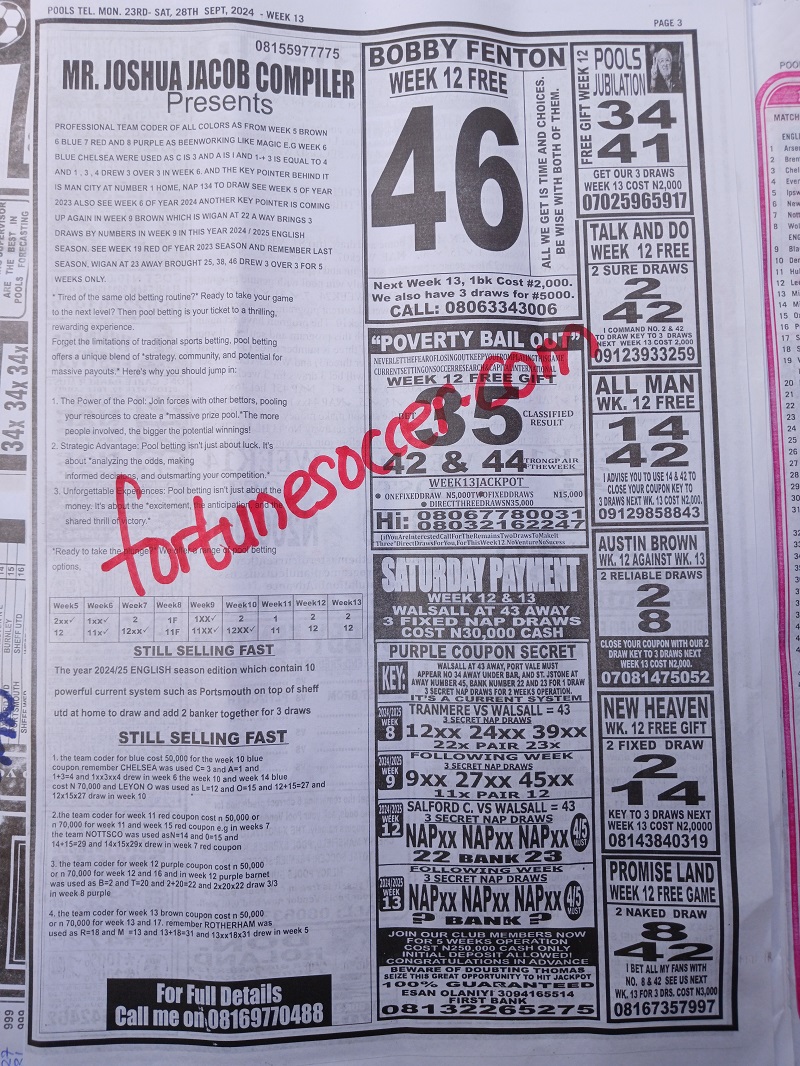 POOLS TEL. MON. 23RD- SAT, 28TH SEPT, 2024 - WEEK 13
PAGE 3
08155977775
MR. JOSHUA JACOB COMPILER
Presents
PROFESSIONAL TEAM CODER OF ALL COLORS AS FROM WEEK 5 BROWN
6 BLUE 7 RED AND 8 PURPLE AS BEENWORKING LIKE MAGIC E.G WEEK 6
BLUE CHELSEA WERE USED AS C IS 3 AND A IS I AND 1-+ 3 IS EQUAL TO 4
AND 1 , 3 , 4 DREW 3 OVER 3 IN WEEK 6. AND THE KEY POINTER BEHIND IT
IS MAN CITY AT NUMBER 1 HOME, NAP 134 TO DRAW SEE WEEK 5 OF YEAR
2023 ALSO SEE WEEK 6 OF YEAR 2024 ANOTHER KEY POINTER IS COMING
UP AGAIN IN WEEK 9 BROWN WHICH IS WIGAN AT 22 A WAY BRINGS 3
DRAWS BY NUMBERS IN WEEK 9 IN THIS YEAR 2024 / 2025 ENGLISH
SEASON. SEE WEEK 19 RED OF YEAR 2023 SEASON AND REMEMBER LAST
SEASON, WIGAN AT 23 AWAY BROUGHT 25, 38, 46 DREW 3 OVER 3 FOR 5
WEEKS ONLY.
* Tired of the same old betting routine?* Ready to take your game
to the next level? Then pool betting is your ticket to a thrilling,
rewarding experience.
Forget the limitations of traditional sports betting, pool betting
offers a unique blend of *strategy, community, and potential for
massive payouts.* Here's why you should jump in:
1. The Power of the Pool: Join forces with other bettors, pooling
your resources to create a *massive prize pool.*The more
people involved, the bigger the potential winnings!
2. Strategic Advantage: Pool betting isn't just about luck. It's
about *analyzing the odds, making
informed decisions, and outsmarting your competition.*
3. Unforgettable Experiences: Pool betting isn't just about the
money. It's about the *excitement, the anticipation, and the
shared thrill of victory.*
*Ready to take the plunge?* We offer a range of pool betting
options.
Week5 Week6 Week7 Week8 Week9 Week10 Week11 Week12 Week13
2xx✓ 1xx✓ 2 1F 1XX✓ 2 1 2 2
12 11x✓ 12xx✓ 11F 11XX✓ 12XX✓ 11 12 12
STILL SELLING FAST
The year 2024/25 ENGLISH season edition which contain 10
powerful current system such as Portsmouth on top of sheff
utd at home to draw and add 2 banker together for 3 draws
STILL SELLING FAST
1. the team coder for blue cost 50,000 for the week 10 blue
coupon remember CHELSEA was used C= 3 and A=1 and
1+3=4 and 1xx3xx4 drew in week 6 the week 10 and week 14 blue
cost N 70,000 and LEYON O was used as L=12 and O=15 and 12+15=27 and
12x15x27 draw in week 10
2.the team coder for week 11 red coupon cost n 50,000 or
n 70,000 for week 11 and week 15 red coupon e.g in weeks 7
the team NOTTSCO was used asN=14 and 0=15 and
14+15=29 and 14x15x29x drew in week 7 red coupon
3. the team coder for week 12 purple coupon cost n 50,000
or n 70,000 for week 12 and 16 and in week 12 purple barnet
was used as B=2 and T=20 and 2+20=22 and 2x20x22 draw 3/3
in week 8 purple
4. the team coder for week 12 brown coupon cost n 50,000
or n 70,000 for week 13 and 17. remember ROTHERHAM was
used as R=18 and M =13 and 13+18=31 and 13xx18x31 drew in week 5
For Full Details
Call me on 08169770488
BOBBY FENTON
WEEK 12 FREE
46
ALL WE GET IS TIME AND CHOICES.
BE WISE WITH BOTH OF THEM.
Next Week 13, 1bk Cost #2,000.
We also have 3 draws for #5000.
CALL: 08063343006
"POVERTY BAIL OUT"
WEEK 12 FREE GIFT
35
CLASSIFIED
RESULT
42 & 44
STRONGPAIR
OFTHEWEEK
WEEK13JACKPOT
● ONEFIXEDDRAW N5,000TWOFIXEDDRAWS N15,000
● DIRECTTHREEDRAWSN35,000
Hi: 08067780031
08032162247
IfYouAreInterestedCallForTheRemainsTwoDrawsToMakeIt
Three"DirectDrawsForYou,ForThisWeek12.NoVentureNoSucess
fortunesoccer.com
SATURDAY PAYMENT
WEEK 12 & 13
WALSALL AT 43 AWAY
3 FIXED NAP DRAWS
COST N30,000 CASH
PURPLE COUPON SECRET
KEY:
WALSALL AT 43 AWAY, PORT VALE MUST
APPEAR NO 34 AWAY UNDER BAR, AND ST. JSTONE AT
AWAY NUMBER 45, BANK NUMBER 22 AND 23 FOR 1 DRAW
3 SECRET NAP DRAWS FOR 2 WEEKS OPERATION.
IT'S A CURRENT SYSTEM
2024/2025
WEEK 8
TRANMERE VS WALSALL = 43
3 SECRET NAP DRAWS
12xx 24xx 39xx
22x PAIR 23x
2024/2025
WEEK 9
FOLLOWING WEEK
3 SECRET NAP DRAWS
9xx 27xx 45xx
11x PAIR 12
2024/2025
WEEK 12
SALFORD C. VS WALSALL = 43
3 SECRET NAP DRAWS
NAPxx NAPxx NAPxx 4/5 MUST
22 BANK 23
2024/2025
WEEK 13
FOLLOWING WEEK
3 SECRET NAP DRAWS
NAPxx NAPxx NAPxx 4/5 MUST
? BANK ?
JOIN OUR CLUB MEMBERS NOW
FOR 5 WEEKS OPERATION
COST N250,000 CASH ONLY
INITIAL DEPOSIT ALLOWED!
CONGRATULATIONS IN ADVANCE
BEWARE OF DOUBTING THOMAS
SEIZE THIS GREAT OPPORTUNITY TO HIT JACKPOT
100% GUARANTEED
ESAN OLANIYI 3094165514
FIRST BANK
08132265275
FREE GIFT WEEK 12
POOLS
JUBILATION
34
41
GET OUR 3 DRAWS
WEEK 13 COST N2,000
07025965917
TALK AND DO
WEEK 12 FREE
2 SURE DRAWS
2
42
I COMMAND NO. 2 & 42
TO DRAW KEY TO 3 DRAWS
NEXT WEEK 13 COST 2,000
09123933259
ALL MAN
WK. 12 FREE
14
42
I ADVISE YOU TO USE 14 & 42 TO
CLOSE YOUR COUPON KEY TO
3 DRAWS NEXT WK. 13 COST N2,000.
09129858843
AUSTIN BROWN
WK. 12 AGAINST WK. 13
2 RELIABLE DRAWS
2
8
CLOSE YOUR COUPON WITH OUR 2
DRAW KEY TO 3 DRAWS NEXT
WEEK 13 COST N2,000.
07081475052
NEW HEAVEN
WK. 12 FREE GIFT
2 FIXED DRAW
2
14
KEY TO 3 DRAWS NEXT
WEEK 13 COST N2,0000
08143840319
PROMISE LAND
WEEK 12 FREE GAME
2 NAKED DRAW
8
42
I BET ALL MY FANS WITH
NO. 8 & 42 SEE US NEXT
WK. 13 FOR 3 DRS. COST N3,000
08167357997